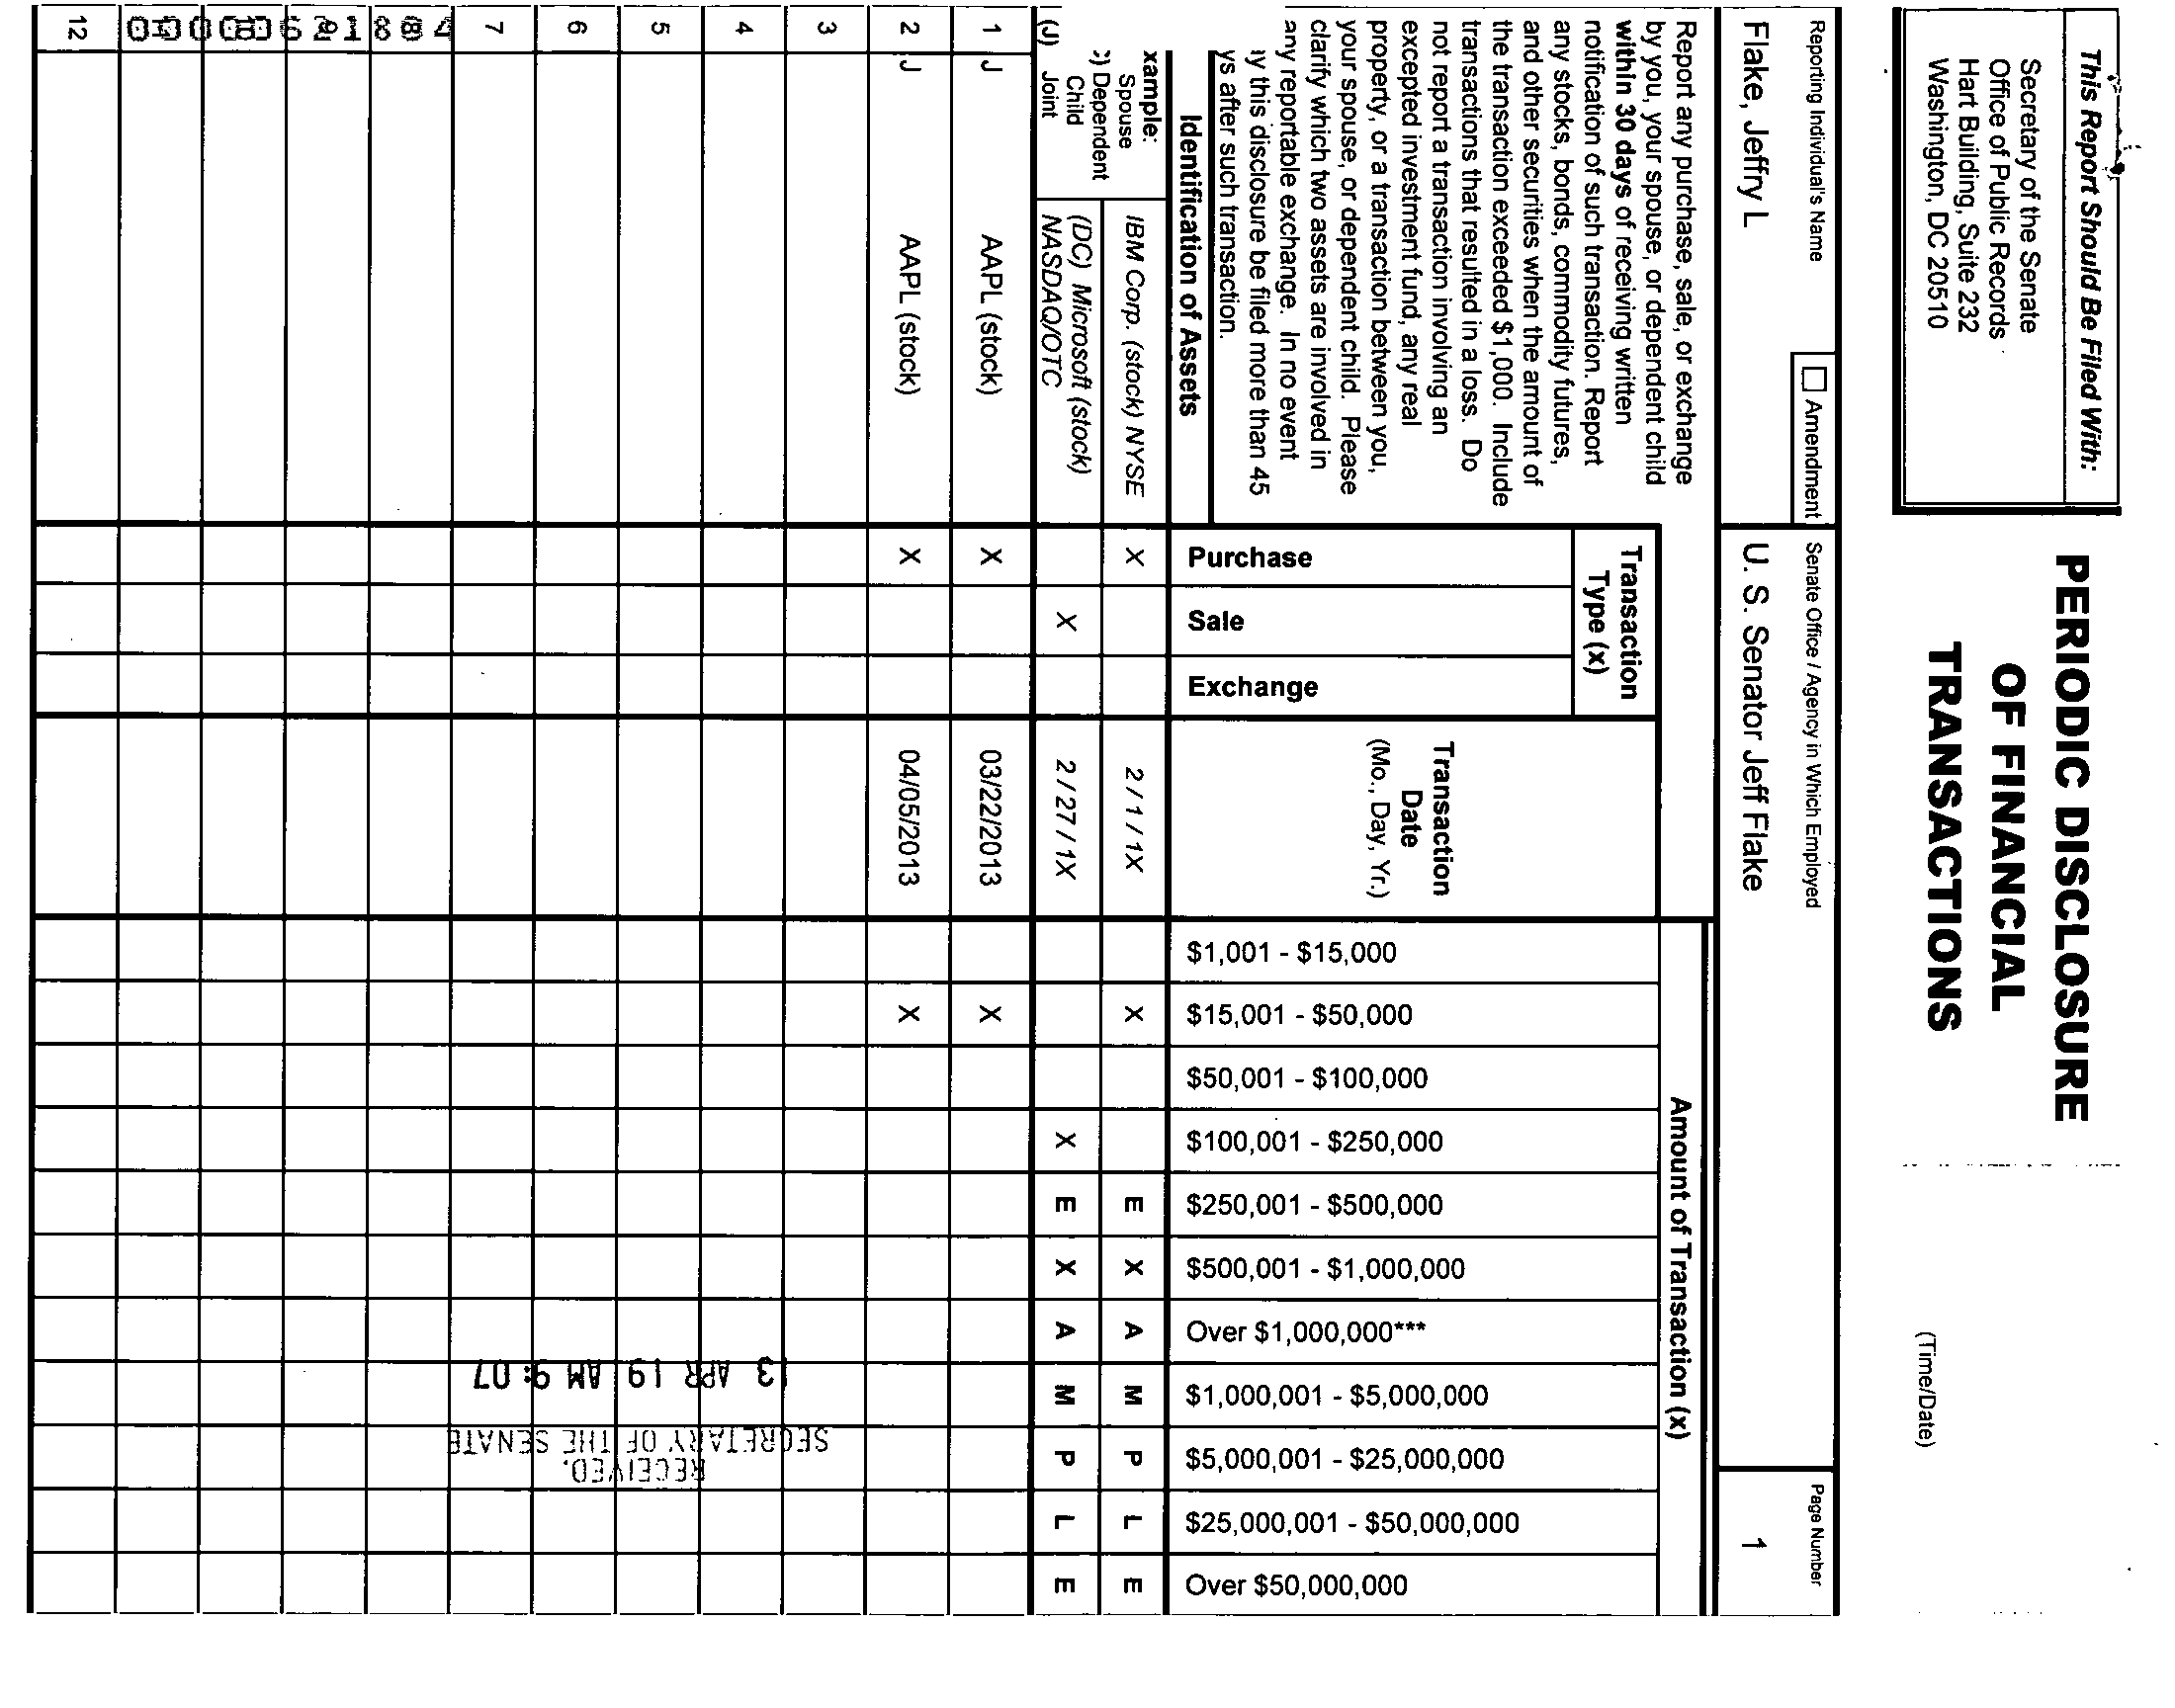 This Report Should Be Filed With:
Secretary of the Senate
Office of Public Records
Hart Building, Suite 232
Washington, DC 20510
PERIODIC DISCLOSURE
OF FINANCIAL
TRANSACTIONS
(Time/Date)
Reporting Individual's Name
Flake, Jeffry L
Amendment
Senate Office / Agency in Which Employed
U. S. Senator Jeff Flake
Page Number
1
Report any purchase, sale, or exchange
by you, your spouse, or dependent child
within 30 days of receiving written
notification of such transaction. Report
any stocks, bonds, commodity futures,
and other securities when the amount of
the transaction exceeded $1,000. Include
transactions that resulted in a loss. Do
not report a transaction involving an
excepted investment fund, any real
property, or a transaction between you,
your spouse, or dependent child. Please
clarify which two assets are involved in
any reportable exchange. In no event
y this disclosure be filed more than 45
ys after such transaction.
Identification of Assets
Transaction
Type (x)
Purchase
Sale
Exchange
Transaction
Date
(Mo., Day, Yr.)
Amount of Transaction (x)
$1,001 - $15,000
$15,001 - $50,000
$50,001 - $100,000
$100,001 - $250,000
$250,001 - $500,000
$500,001 - $1,000,000
Over $1,000,000***
$1,000,001 - $5,000,000
$5,000,001 - $25,000,000
$25,000,001 - $50,000,000
Over $50,000,000
xample:
Spouse
) Dependent
Child
(J) Joint
IBM Corp. (stock) NYSE X 2 / 1 / 1X X E X A M P L E
(DC) Microsoft (stock)
NASDAQ/OTC X 2 / 27 / 1X X E X A M P L E
1 J AAPL (stock) X 03/22/2013 X
2 J AAPL (stock) X 04/05/2013 X
3
4
5
6
7
12
RECEIVED
SECRETARY OF THE SENATE
13 APR 19 AM 9:07